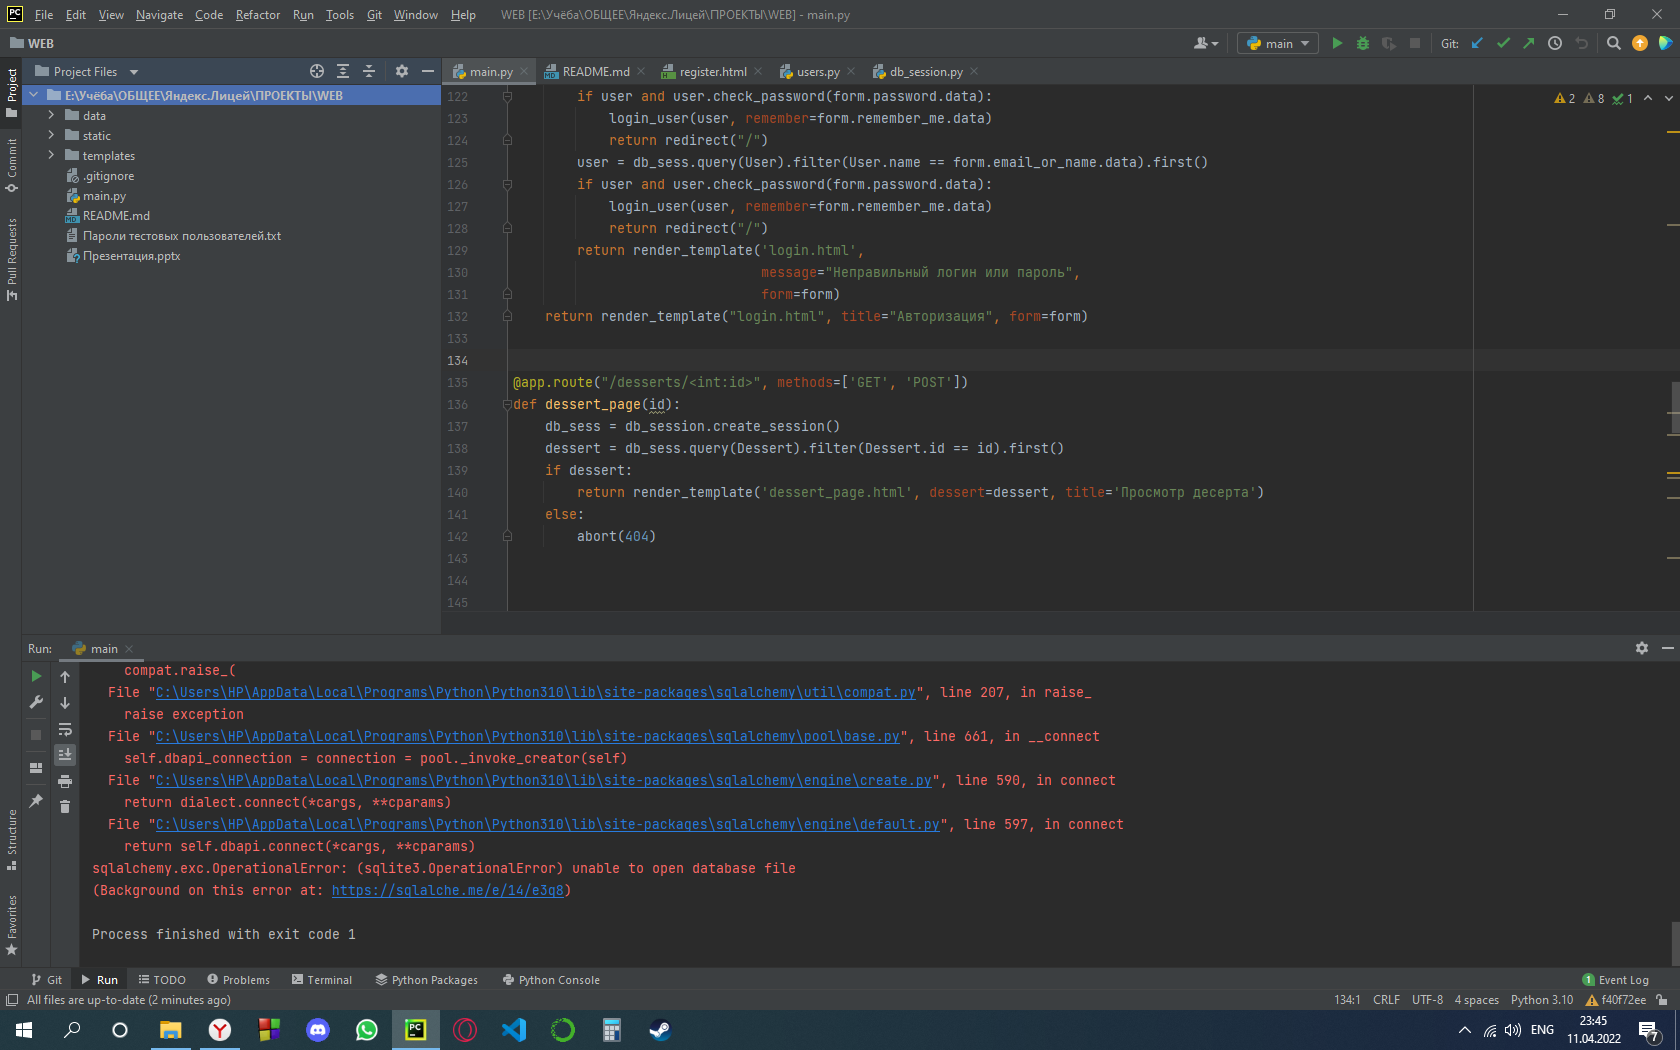 File Edit View Navigate Code Refactor Run Tools Git Window Help WEB [E:\Учёба\ОБЩЕЕ\Яндекс.Лицей\ПРОЕКТЫ\WEB] - main.py
WEB
main
Git:
Project Files
main.py README.md register.html users.py db_session.py
Project
Commit
Pull Requests
Structure
Favorites
E:\Учёба\ОБЩЕЕ\Яндекс.Лицей\ПРОЕКТЫ\WEB
data
static
templates
.gitignore
main.py
README.md
Пароли тестовых пользователей.txt
Презентация.pptx
2 8 1
122 if user and user.check_password(form.password.data):
123 login_user(user, remember=form.remember_me.data)
124 return redirect("/")
125 user = db_sess.query(User).filter(User.name == form.email_or_name.data).first()
126 if user and user.check_password(form.password.data):
127 login_user(user, remember=form.remember_me.data)
128 return redirect("/")
129 return render_template('login.html',
130 message="Неправильный логин или пароль",
131 form=form)
132 return render_template("login.html", title="Авторизация", form=form)
133
134
135 @app.route("/desserts/<int:id>", methods=['GET', 'POST'])
136 def dessert_page(id):
137 db_sess = db_session.create_session()
138 dessert = db_sess.query(Dessert).filter(Dessert.id == id).first()
139 if dessert:
140 return render_template('dessert_page.html', dessert=dessert, title='Просмотр десерта')
141 else:
142 abort(404)
143
144
145
Run: main
compat.raise_(
File "C:\Users\HP\AppData\Local\Programs\Python\Python310\lib\site-packages\sqlalchemy\util\compat.py", line 207, in raise_
raise exception
File "C:\Users\HP\AppData\Local\Programs\Python\Python310\lib\site-packages\sqlalchemy\pool\base.py", line 661, in __connect
self.dbapi_connection = connection = pool._invoke_creator(self)
File "C:\Users\HP\AppData\Local\Programs\Python\Python310\lib\site-packages\sqlalchemy\engine\create.py", line 590, in connect
return dialect.connect(*cargs, **cparams)
File "C:\Users\HP\AppData\Local\Programs\Python\Python310\lib\site-packages\sqlalchemy\engine\default.py", line 597, in connect
return self.dbapi.connect(*cargs, **cparams)
sqlalchemy.exc.OperationalError: (sqlite3.OperationalError) unable to open database file
(Background on this error at: https://sqlalche.me/e/14/e3q8)
Process finished with exit code 1
Git Run TODO Problems Terminal Python Packages Python Console 1 Event Log
All files are up-to-date (2 minutes ago) 134:1 CRLF UTF-8 4 spaces Python 3.10 f40f72ee
ENG 23:45
11.04.2022 7